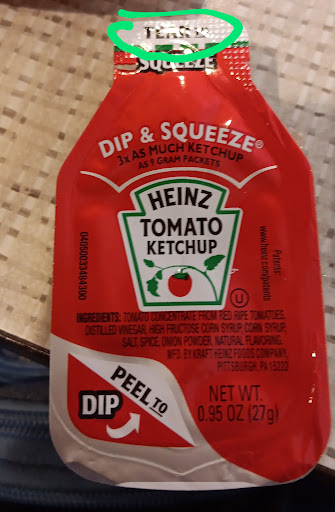 TEAR
SQUEEZE
DIP & SQUEEZE®
3x AS MUCH KETCHUP
AS 9 GRAM PACKETS
HEINZ
TOMATO
KETCHUP
04050033484300
Patents:
www.heinz.com/patents
U
INGREDIENTS: TOMATO CONCENTRATE FROM RED RIPE TOMATOES,
DISTILLED VINEGAR, HIGH FRUCTOSE CORN SYRUP, CORN SYRUP,
SALT, SPICE, ONION POWDER, NATURAL FLAVORING.
MFD. BY KRAFT HEINZ FOODS COMPANY,
PITTSBURGH, PA 15222
PEEL TO
DIP
NET WT.
0.95 OZ (27g)